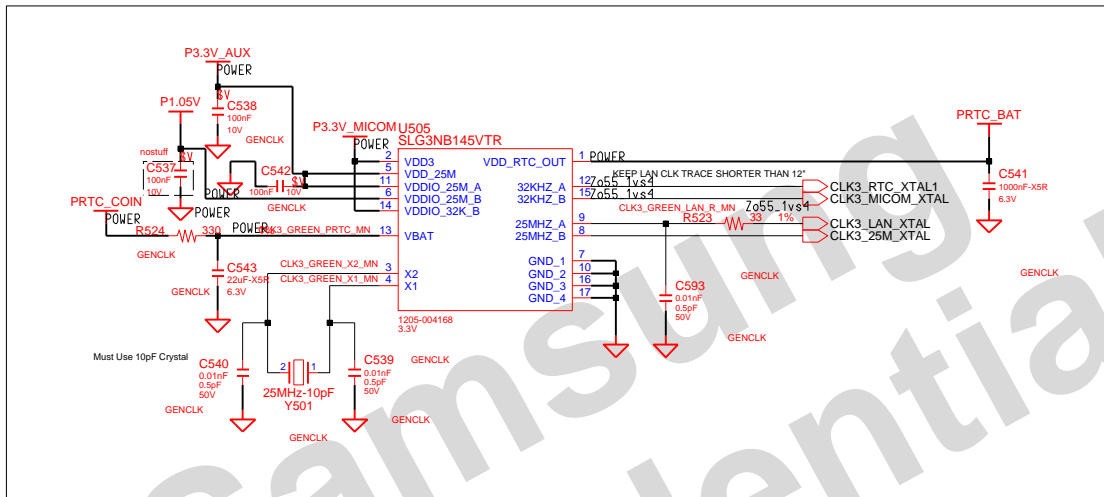 P3.3V_AUX
POWER
P1.05V
C538
100nF
10V
GENCLK
nostuff
C537
100nF
10V
POWER
POWER
C542
100nF
GENCLK
P3.3V_MICOM
POWER
U505
SLG3NB145VTR
2 VDD3
5 VDD_25M
11 VDDIO_25M_A
6 VDDIO_25M_B
14 VDDIO_32K_B
13 VBAT
3 X2
4 X1
VDD_RTC_OUT 1
32KHZ_A 12
32KHZ_B 15
25MHZ_A 9
25MHZ_B 8
GND_1 7
GND_2 10
GND_3 16
GND_4 17
1205-004168
3.3V
PRTC_COIN
POWER
R524 330
GENCLK
POWER
CLK3_GREEN_PRTC_MN
C543
22uF-X5R
6.3V
GENCLK
CLK3_GREEN_X2_MN
CLK3_GREEN_X1_MN
Must Use 10pF Crystal
C540
0.01nF
0.5pF
50V
GENCLK
2 1
25MHz-10pF
Y501
GENCLK
C539
0.01nF
0.5pF
50V
GENCLK
POWER
KEEP LAN CLK TRACE SHORTER THAN 12"
Zo55_1vs4
Zo55_1vs4
Zo55_1vs4
CLK3_GREEN_LAN_R_MN
R523 33 1%
GENCLK
CLK3_RTC_XTAL1
CLK3_MICOM_XTAL
CLK3_LAN_XTAL
CLK3_25M_XTAL
C593
0.01nF
0.5pF
50V
GENCLK
PRTC_BAT
C541
1000nF-X5R
6.3V
GENCLK
Samsung